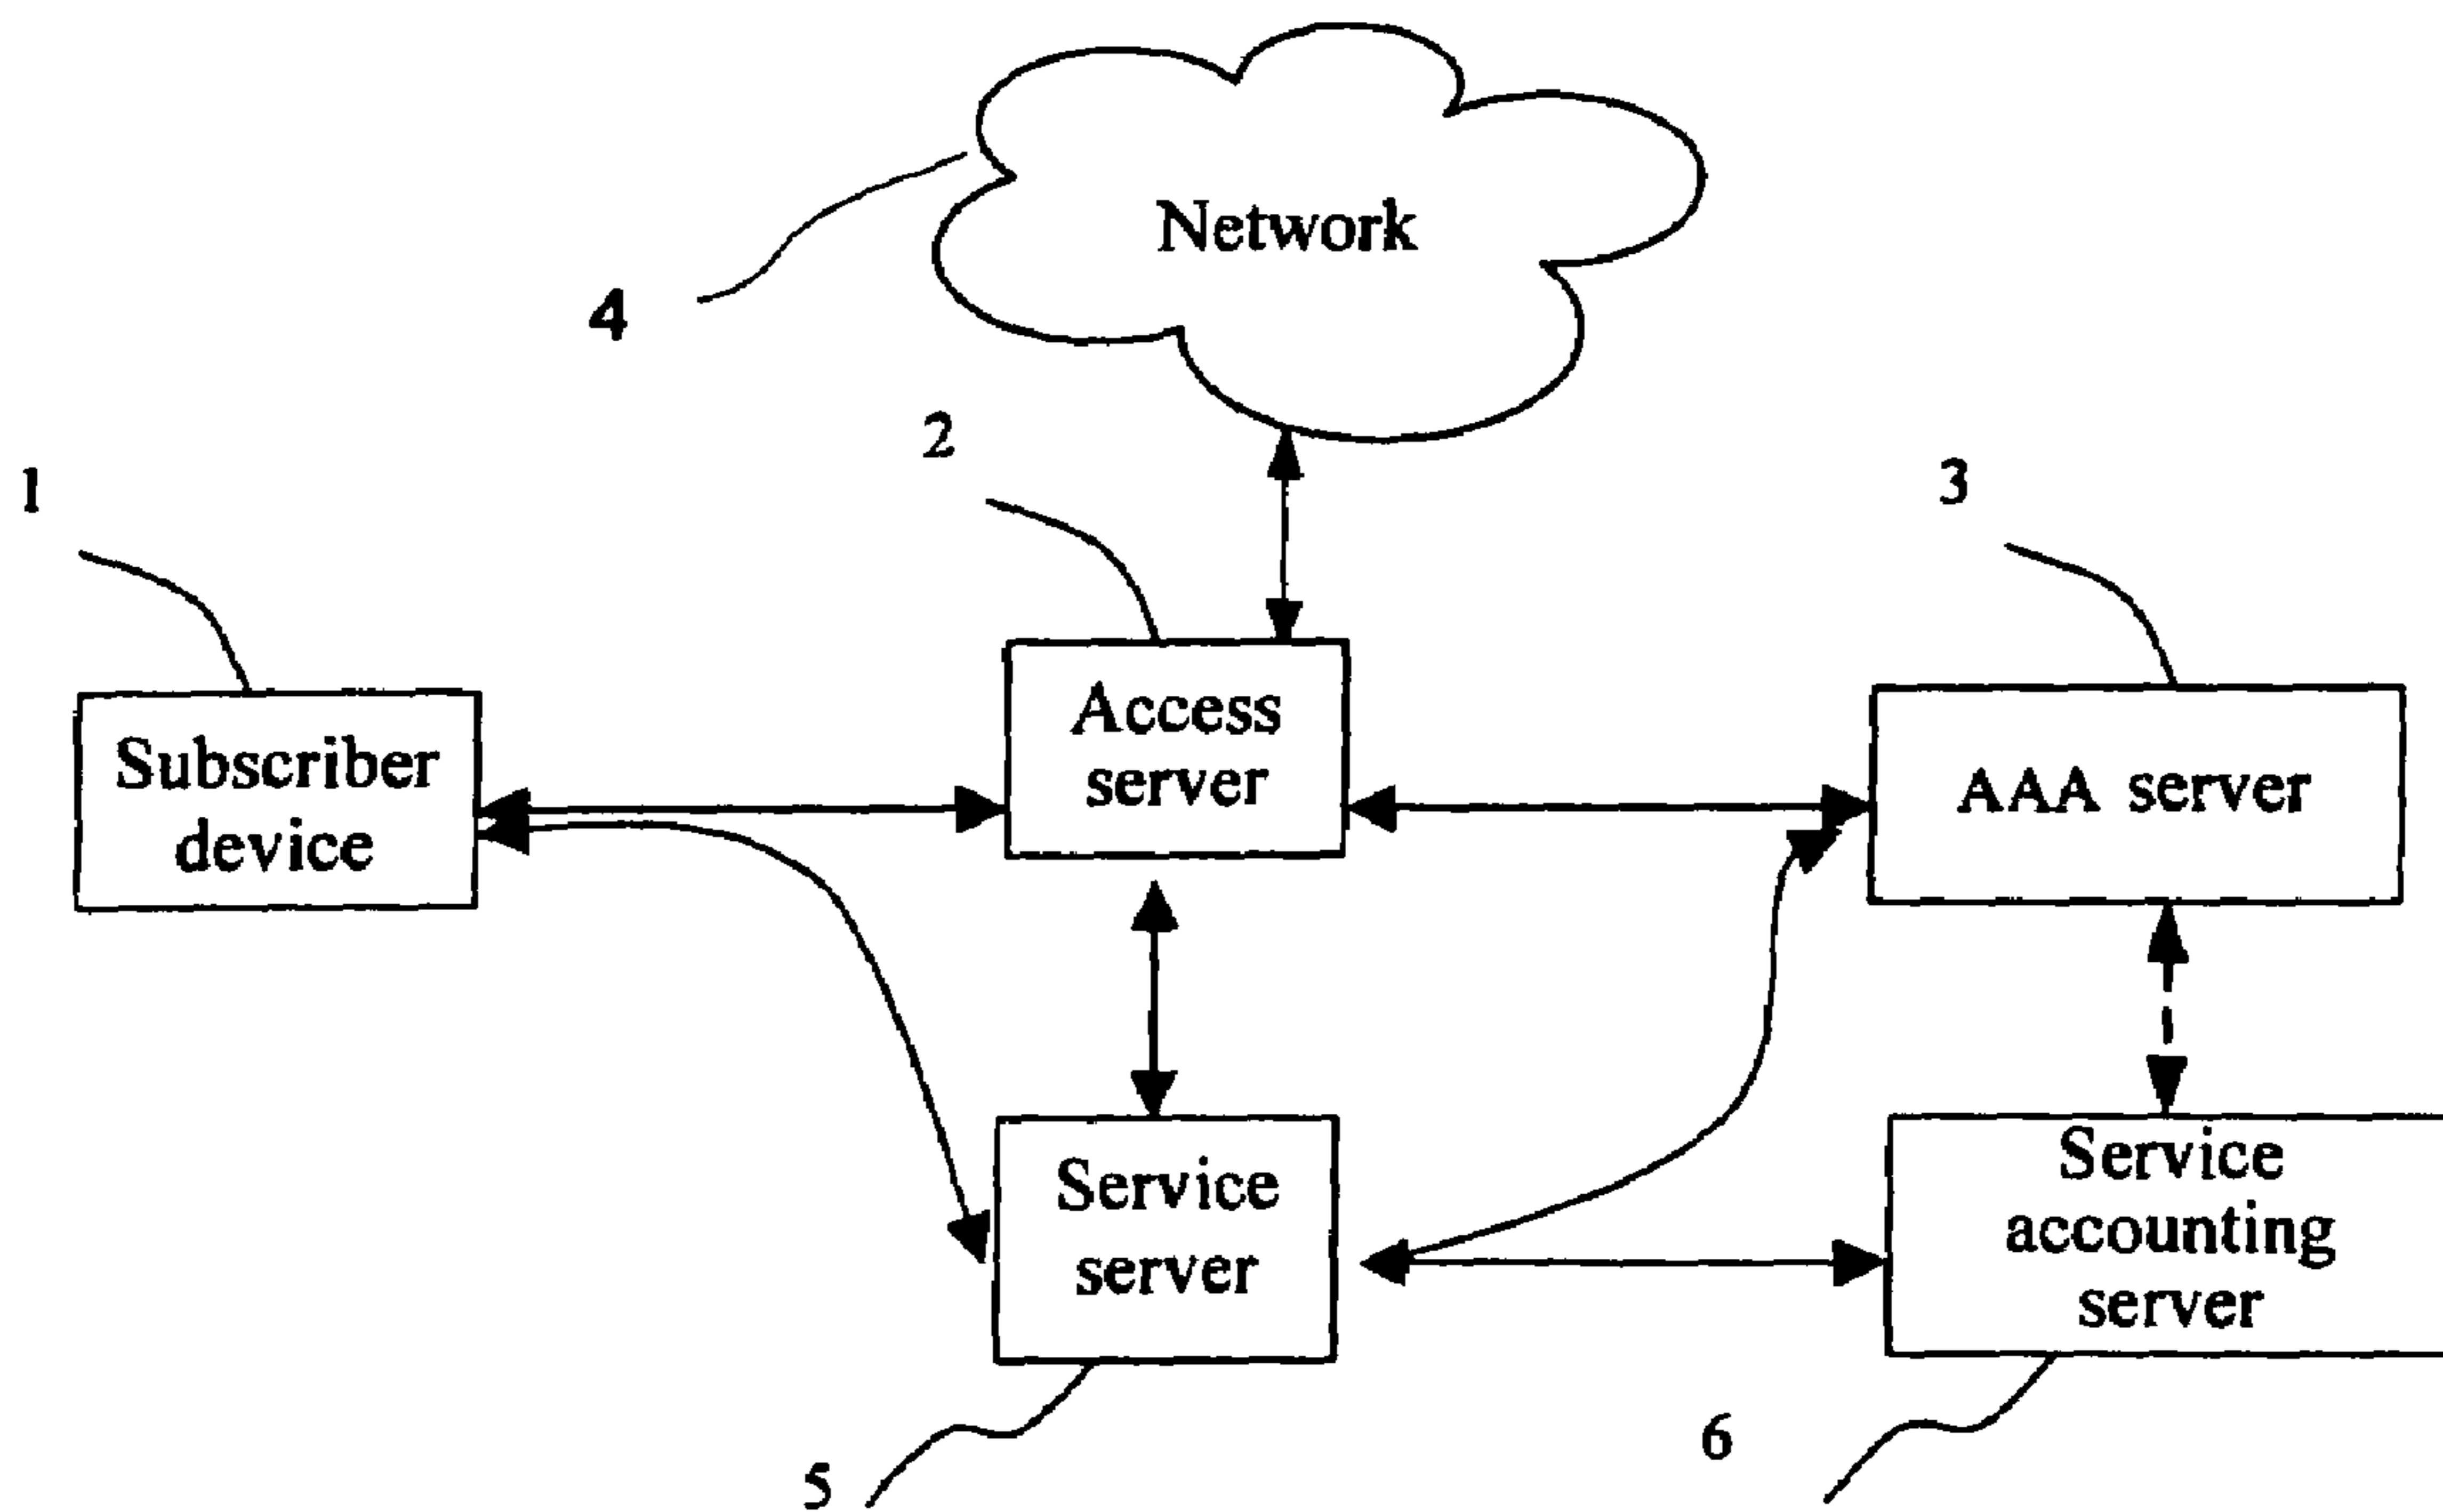 Network
4
2
1
3
Access
server
Subscriber
device
AAA server
Service
server
Service
accounting
server
6
5